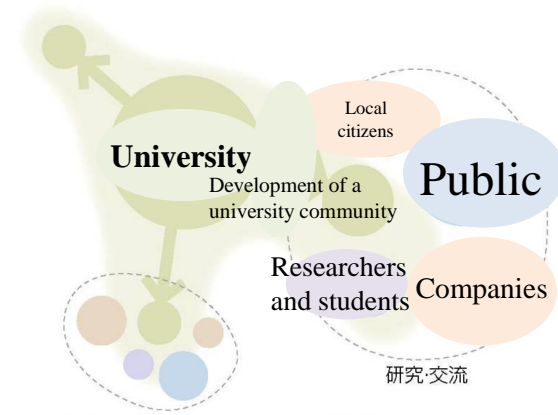 Local
citizens
University
Public
Development of a
university community
Researchers
and students
Companies
研究·交流